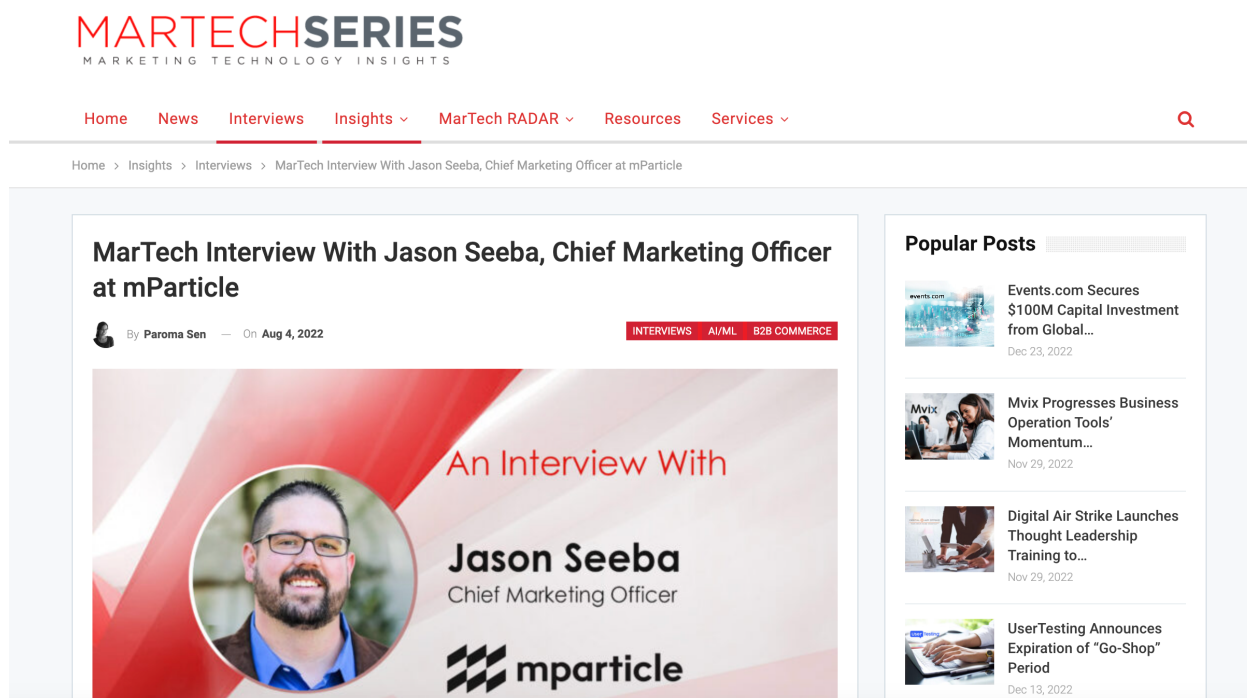 MARTECHSERIES
MARKETING TECHNOLOGY INSIGHTS
Home News Interviews Insights MarTech RADAR Resources Services
Home > Insights > Interviews > MarTech Interview With Jason Seeba, Chief Marketing Officer at mParticle
MarTech Interview With Jason Seeba, Chief Marketing Officer
at mParticle
By Paroma Sen — On Aug 4, 2022
INTERVIEWS AI/ML B2B COMMERCE
An Interview With
Jason Seeba
Chief Marketing Officer
mparticle
Popular Posts
events.com
Events.com Secures
$100M Capital Investment
from Global...
Dec 23, 2022
Mvix
Mvix Progresses Business
Operation Tools'
Momentum...
Nov 29, 2022
Digital Air Strike Launches
Thought Leadership
Training to...
Nov 29, 2022
UserTesting
UserTesting Announces
Expiration of “Go-Shop”
Period
Dec 13, 2022